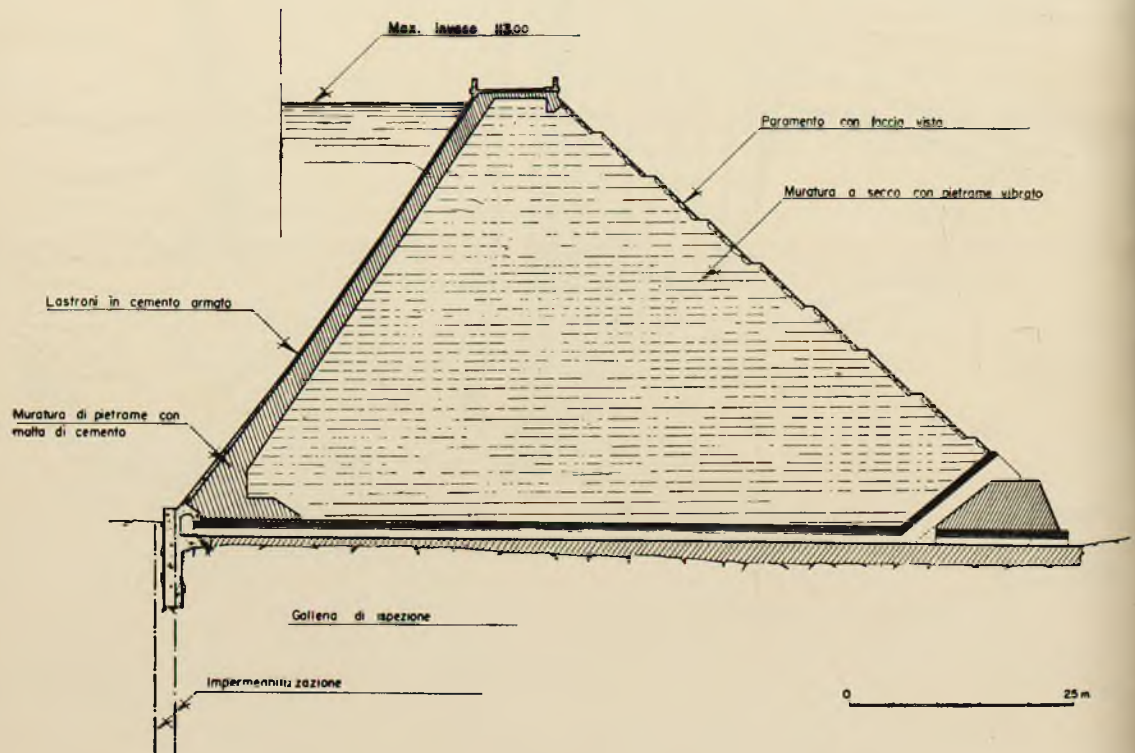 Max. invaso 113.00
Paramento con faccia vista
Muratura a secco con pietrame vibrato
Lastroni in cemento armato
Muratura di pietrame con
malta di cemento
Galleria di ispezione
Impermeabilizzazione
0 25 m